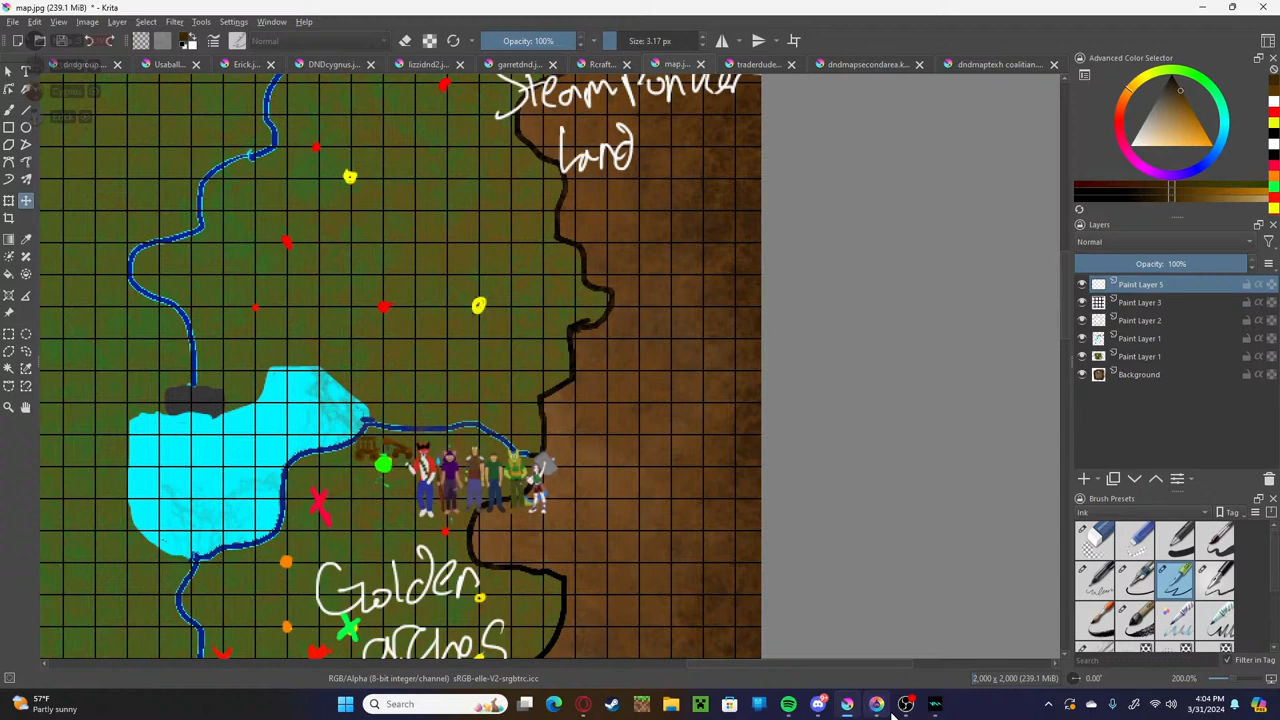 map.jpg (239.1 MiB) * - Krita
File Edit View Image Layer Select Filter Tools Settings Window Help
Normal Opacity: 100% Size: 3.17 px
dndgroup.... Usaball... Erick.j... DNDcygnus.j... lizzidnd2.j... garretdnd.j... Rcraft... map.j... traderdude... dndmapsecondarea.k... dndmaptexh coalitian....
Cygnus
Erick
Land
Golden
arches
Advanced Color Selector
Layers
Normal
Opacity: 100%
Paint Layer 5
Paint Layer 3
Paint Layer 2
Paint Layer 1
Paint Layer 1
Background
Brush Presets
Ink Tag
Search Filter in Tag
RGB/Alpha (8-bit integer/channel) sRGB-elle-V2-srgbtrc.icc 2,000 x 2,000 (239.1 MiB) 0.00° 200.0%
57°F
Partly sunny
Search
4:04 PM
3/31/2024